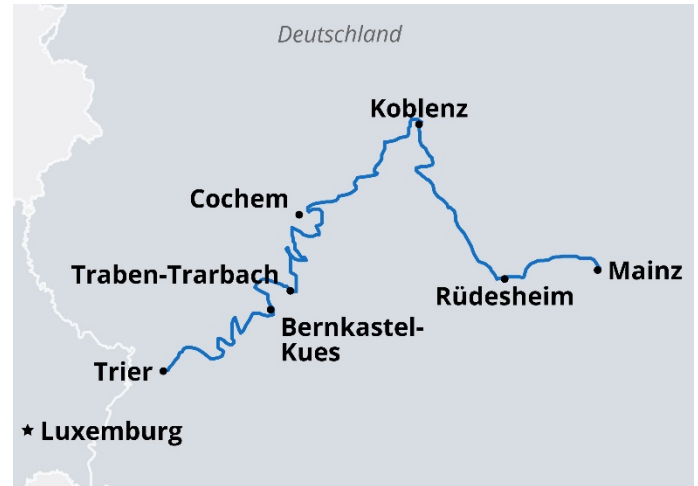 Deutschland
Koblenz
Cochem
Traben-Trarbach
Mainz
Rüdesheim
Bernkastel-
Kues
Trier
Luxemburg